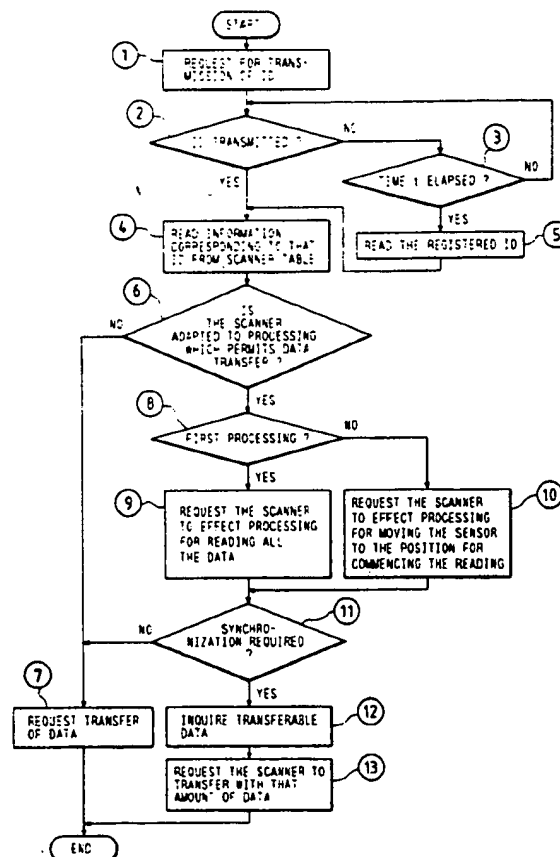 START
1
REQUEST FOR TRANS-
MISSION OF ID
2
ID TRANSMITTED ?
NO
3
TIME t ELAPSED ?
NO
YES
YES
4
READ INFORMATION
CORRESPONDING TO THAT
ID FROM SCANNER TABLE
READ THE REGISTERED ID
5
6
NO
IS
THE SCANNER
ADAPTED TO PROCESSING
WHICH PERMITS DATA
TRANSFER ?
YES
8
FIRST PROCESSING ?
NO
YES
9
REQUEST THE SCANNER
TO EFFECT PROCESSING
FOR READING ALL
THE DATA
10
REQUEST THE SCANNER
TO EFFECT PROCESSING
FOR MOVING THE SENSOR
TO THE POSITION FOR
COMMENCING THE READING
11
NO
SYNCHRO-
NIZATION REQUIRED
?
YES
7
REQUEST TRANSFER
OF DATA
INQUIRE TRANSFERABLE
DATA
12
REQUEST THE SCANNER TO
TRANSFER WITH THAT
AMOUNT OF DATA
13
END